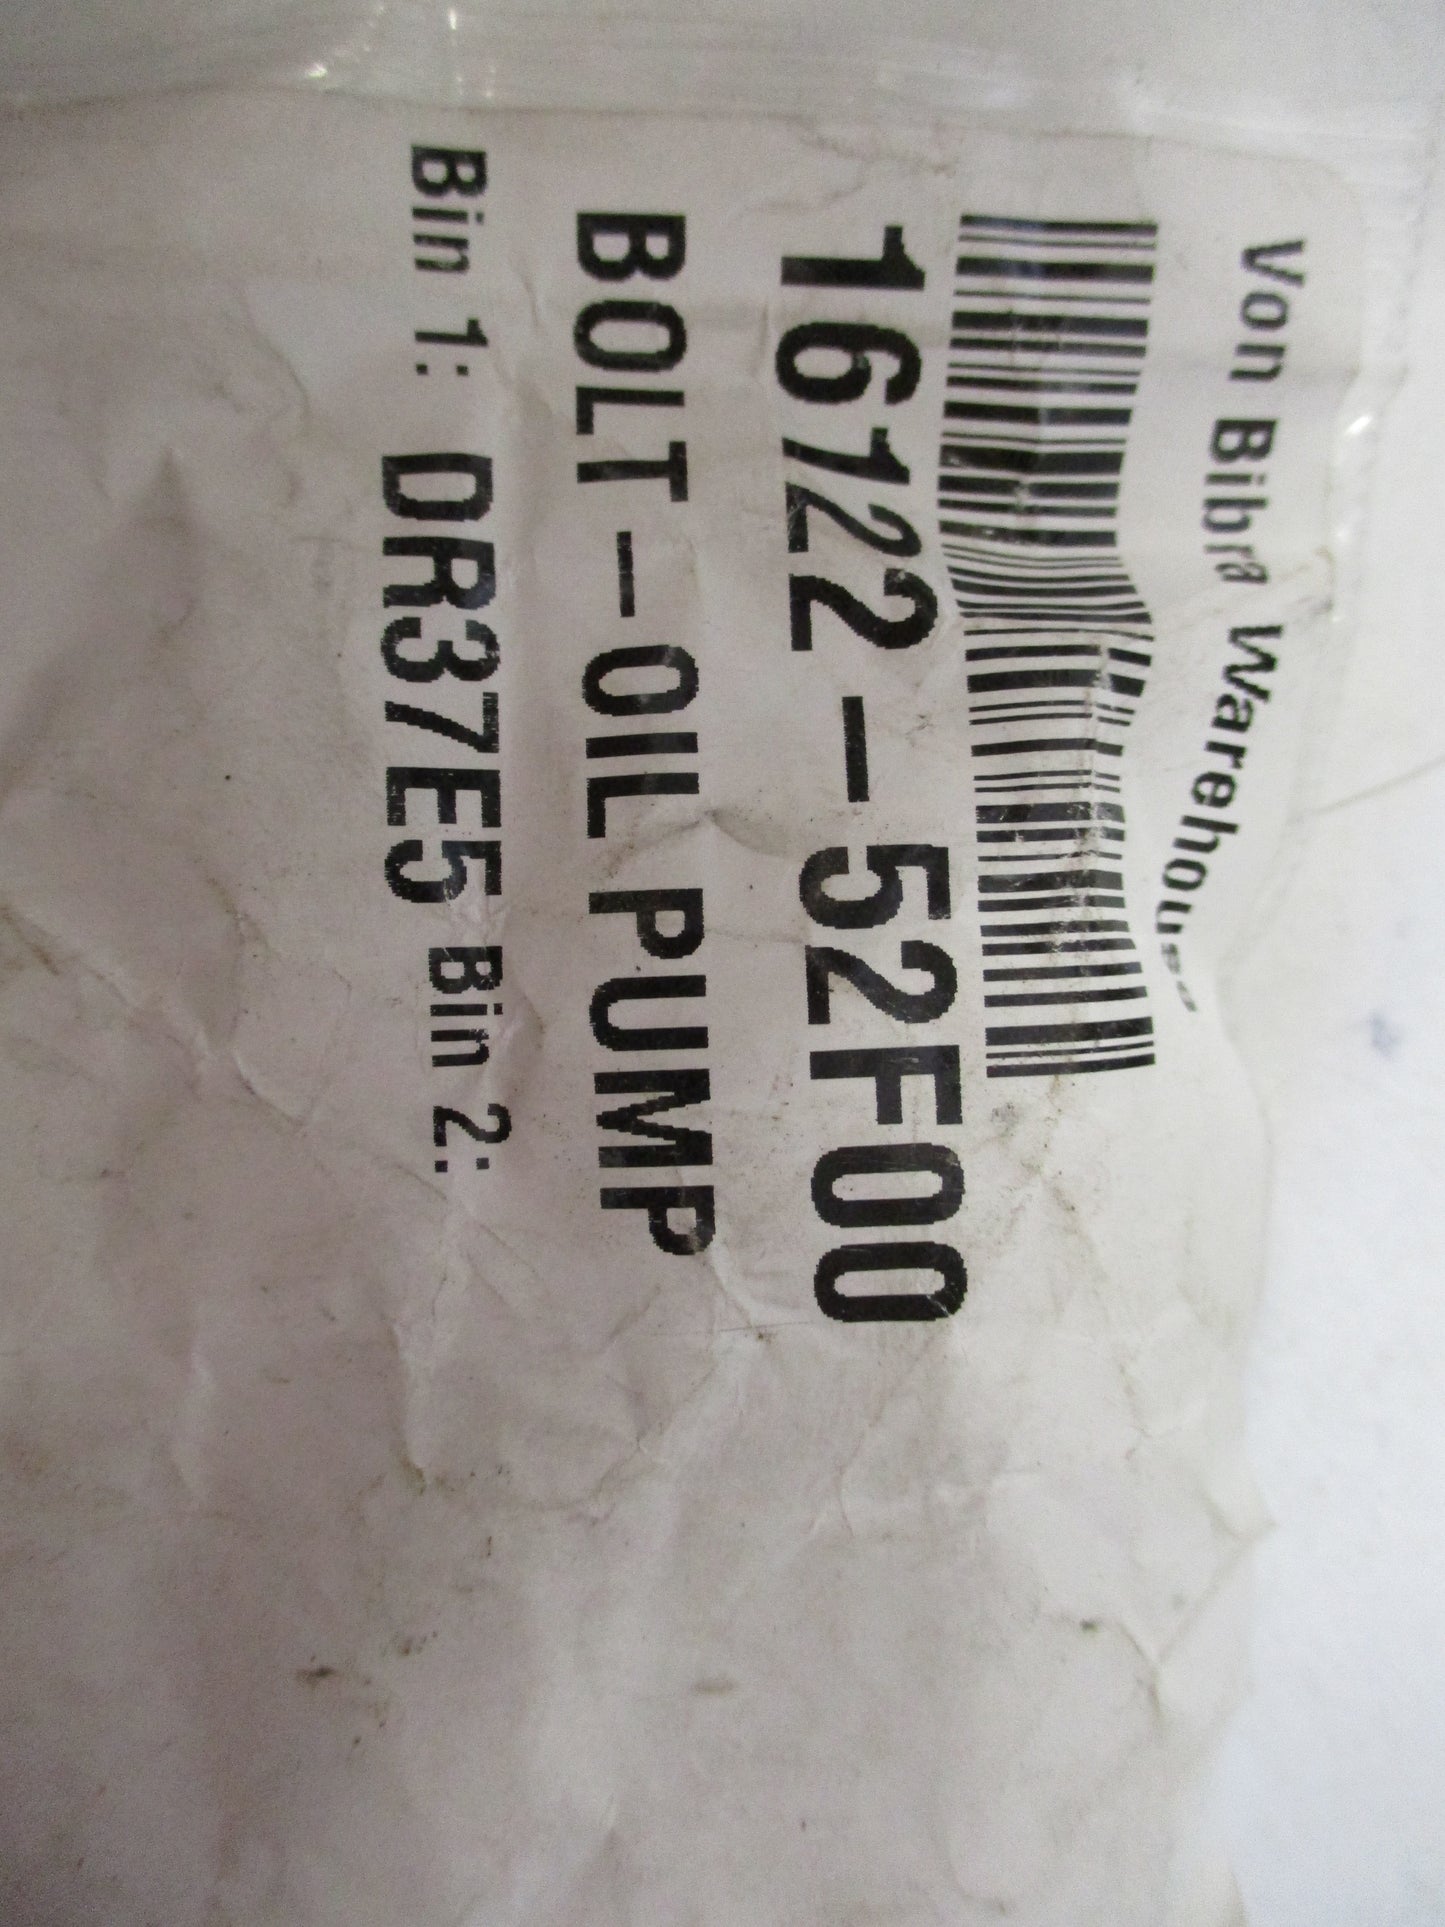 Von Bibra Warehouse
16122-52F00
BOLT-OIL PUMP
Bin 1: DR37E5 Bin 2: